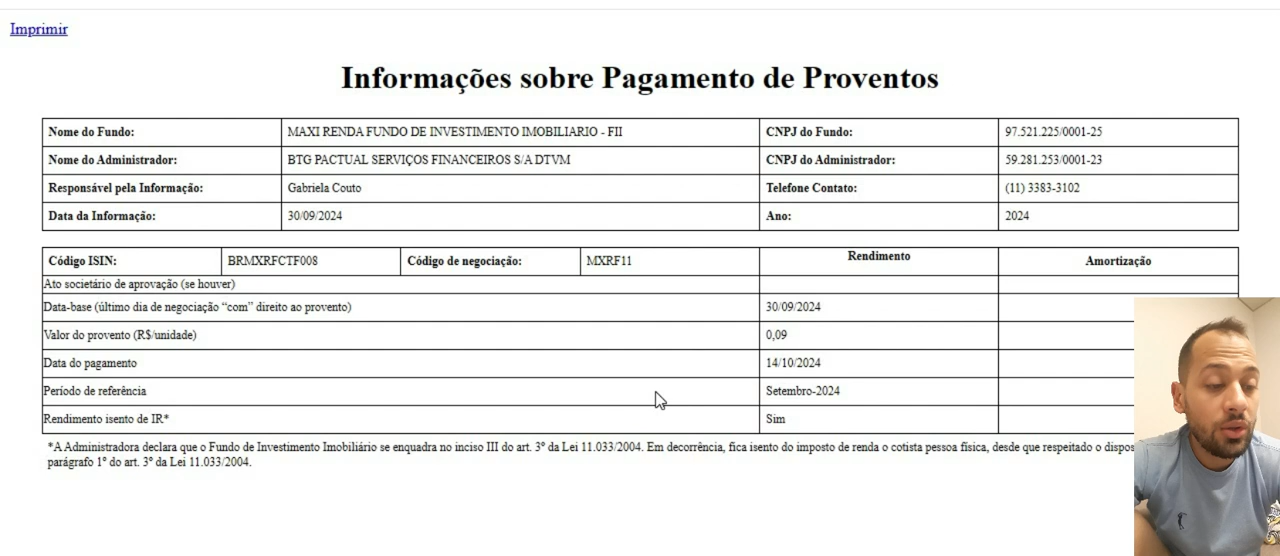 Imprimir
Informações sobre Pagamento de Proventos
Nome do Fundo: MAXI RENDA FUNDO DE INVESTIMENTO IMOBILIARIO - FII CNPJ do Fundo: 97.521.225/0001-25
Nome do Administrador: BTG PACTUAL SERVIÇOS FINANCEIROS S/A DTVM CNPJ do Administrador: 59.281.253/0001-23
Responsável pela Informação: Gabriela Couto Telefone Contato: (11) 3383-3102
Data da Informação: 30/09/2024 Ano: 2024
Código ISIN: BRMXRFCTF008 Código de negociação: MXRF11 Rendimento Amortização
Ato societário de aprovação (se houver)
Data-base (último dia de negociação “com” direito ao provento) 30/09/2024
Valor do provento (R$/unidade) 0,09
Data do pagamento 14/10/2024
Período de referência Setembro-2024
Rendimento isento de IR* Sim
*A Administradora declara que o Fundo de Investimento Imobiliário se enquadra no inciso III do art. 3º da Lei 11.033/2004. Em decorrência, fica isento do imposto de renda o cotista pessoa física, desde que respeitado o
parágrafo 1º do art. 3º da Lei 11.033/2004.